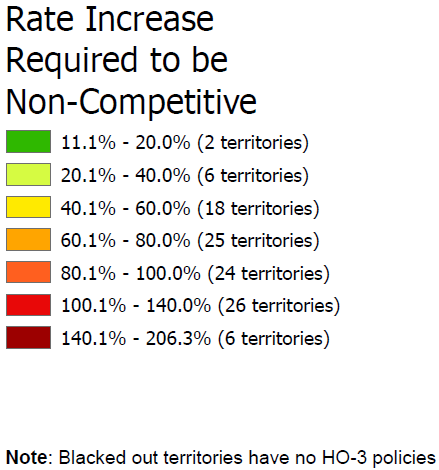 Rate Increase
Required to be
Non-Competitive
11.1% - 20.0% (2 territories)
20.1% - 40.0% (6 territories)
40.1% - 60.0% (18 territories)
60.1% - 80.0% (25 territories)
80.1% - 100.0% (24 territories)
100.1% - 140.0% (26 territories)
140.1% - 206.3% (6 territories)
Note: Blacked out territories have no HO-3 policies